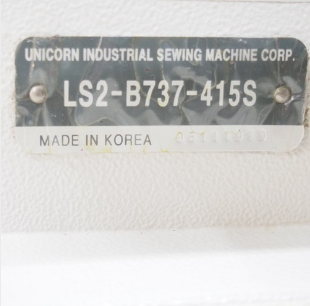 UNICORN INDUSTRIAL SEWING MACHINE CORP.
LS2-B737-415S
MADE IN KOREA